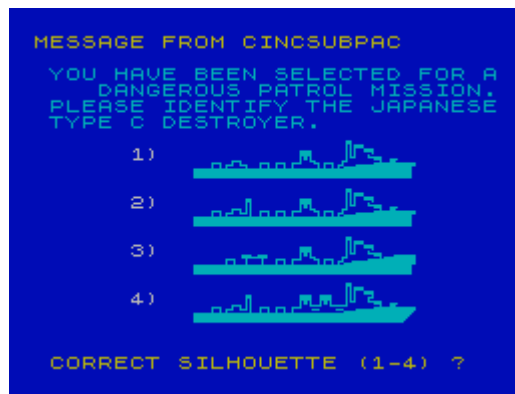 MESSAGE FROM CINCSUBPAC
YOU HAVE BEEN SELECTED FOR A
DANGEROUS PATROL MISSION.
PLEASE IDENTIFY THE JAPANESE
TYPE C DESTROYER.
1)
2)
3)
4)
CORRECT SILHOUETTE (1-4) ?